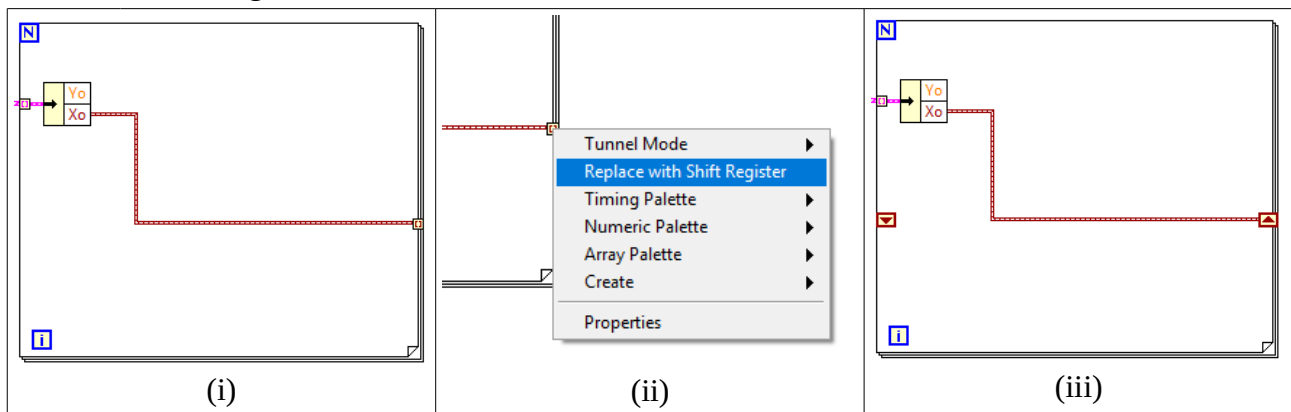 N
Yo
Xo
i
(i)
Tunnel Mode
Replace with Shift Register
Timing Palette
Numeric Palette
Array Palette
Create
Properties
(ii)
N
Yo
Xo
i
(iii)